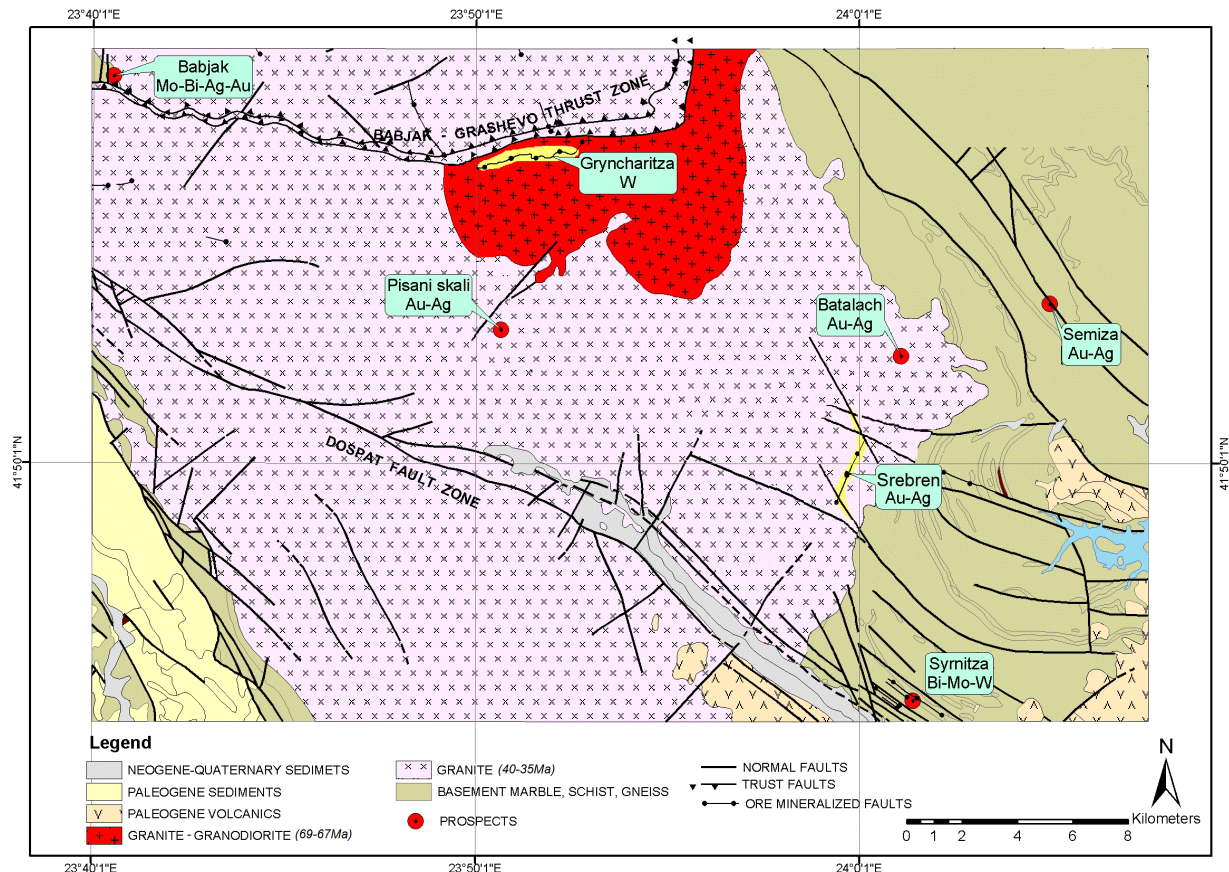 23°40'1"E
23°50'1"E
24°0'1"E
Babjak
Mo-Bi-Ag-Au
BABJAK - GRASHEVO THRUST ZONE
Gryncharitza
W
Pisani skali
Au-Ag
Batalach
Au-Ag
Semiza
Au-Ag
41°50'1"N
41°50'1"N
DOSPAT FAULT ZONE
Srebren
Au-Ag
Syrnitza
Bi-Mo-W
Legend
NEOGENE-QUATERNARY SEDIMETS
PALEOGENE SEDIMENTS
PALEOGENE VOLCANICS
GRANITE - GRANODIORITE (69-67Ma)
GRANITE (40-35Ma)
BASEMENT MARBLE, SCHIST, GNEISS
PROSPECTS
NORMAL FAULTS
TRUST FAULTS
ORE MINERALIZED FAULTS
N
Kilometers
0 1 2 4 6 8
23°40'1"E
23°50'1"E
24°0'1"E